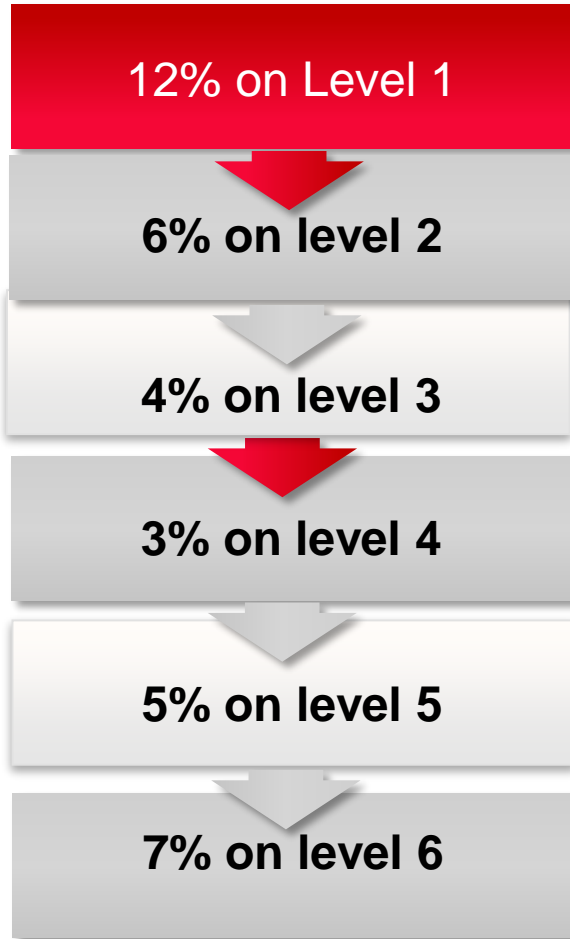 12% on Level 1
6% on level 2
4% on level 3
3% on level 4
5% on level 5
7% on level 6